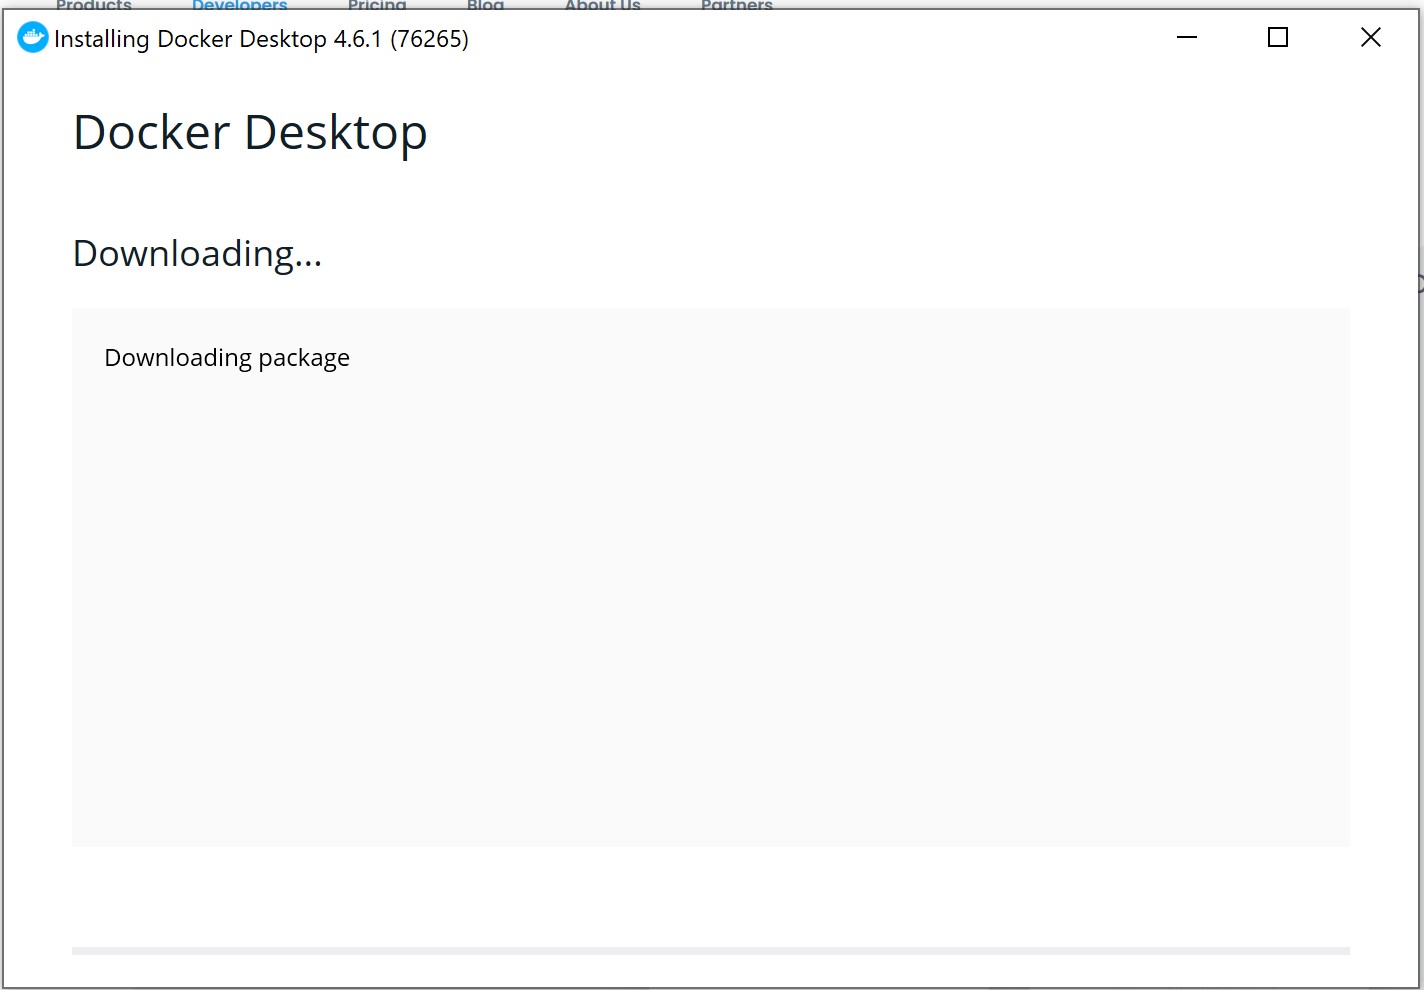 Products Developers Pricing Blog About Us Partners
Installing Docker Desktop 4.6.1 (76265)
Docker Desktop
Downloading...
Downloading package